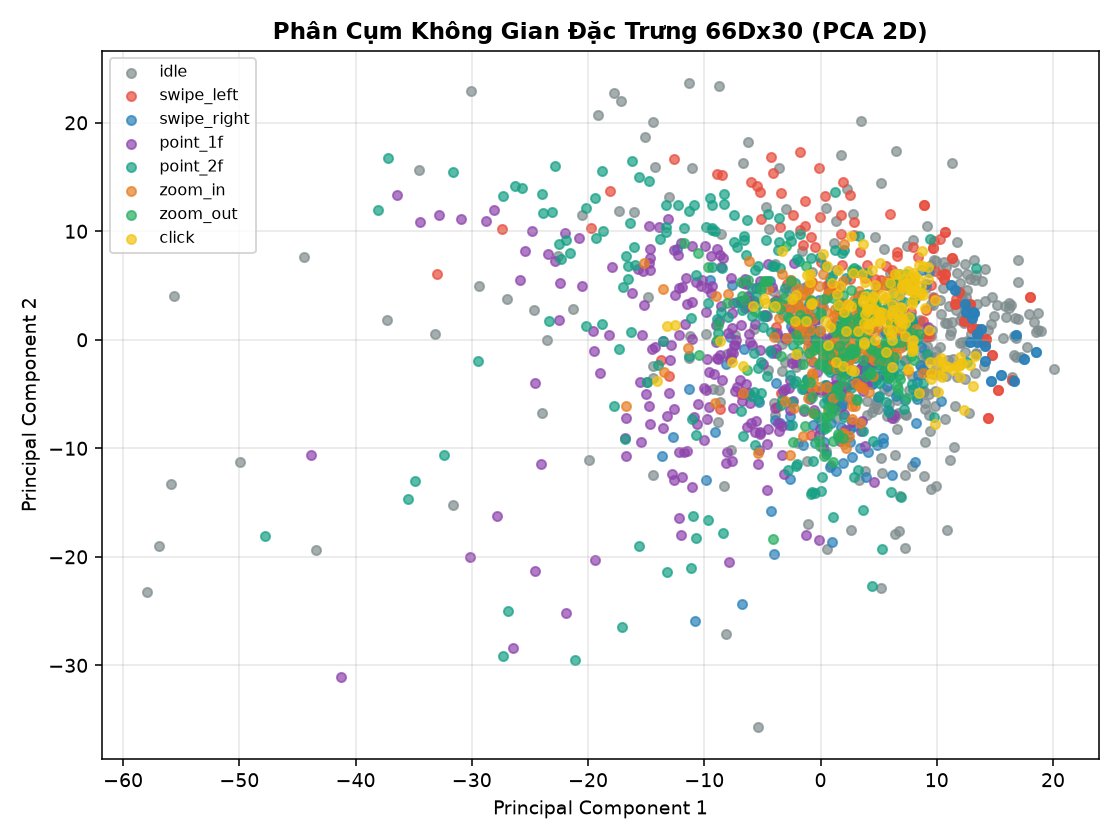 Phân Cụm Không Gian Đặc Trưng 66Dx30 (PCA 2D)
idle
swipe_left
swipe_right
point_1f
point_2f
zoom_in
zoom_out
click
20
10
0
−10
−20
−30
Principal Component 2
−60
−50
−40
−30
−20
−10
0
10
20
Principal Component 1